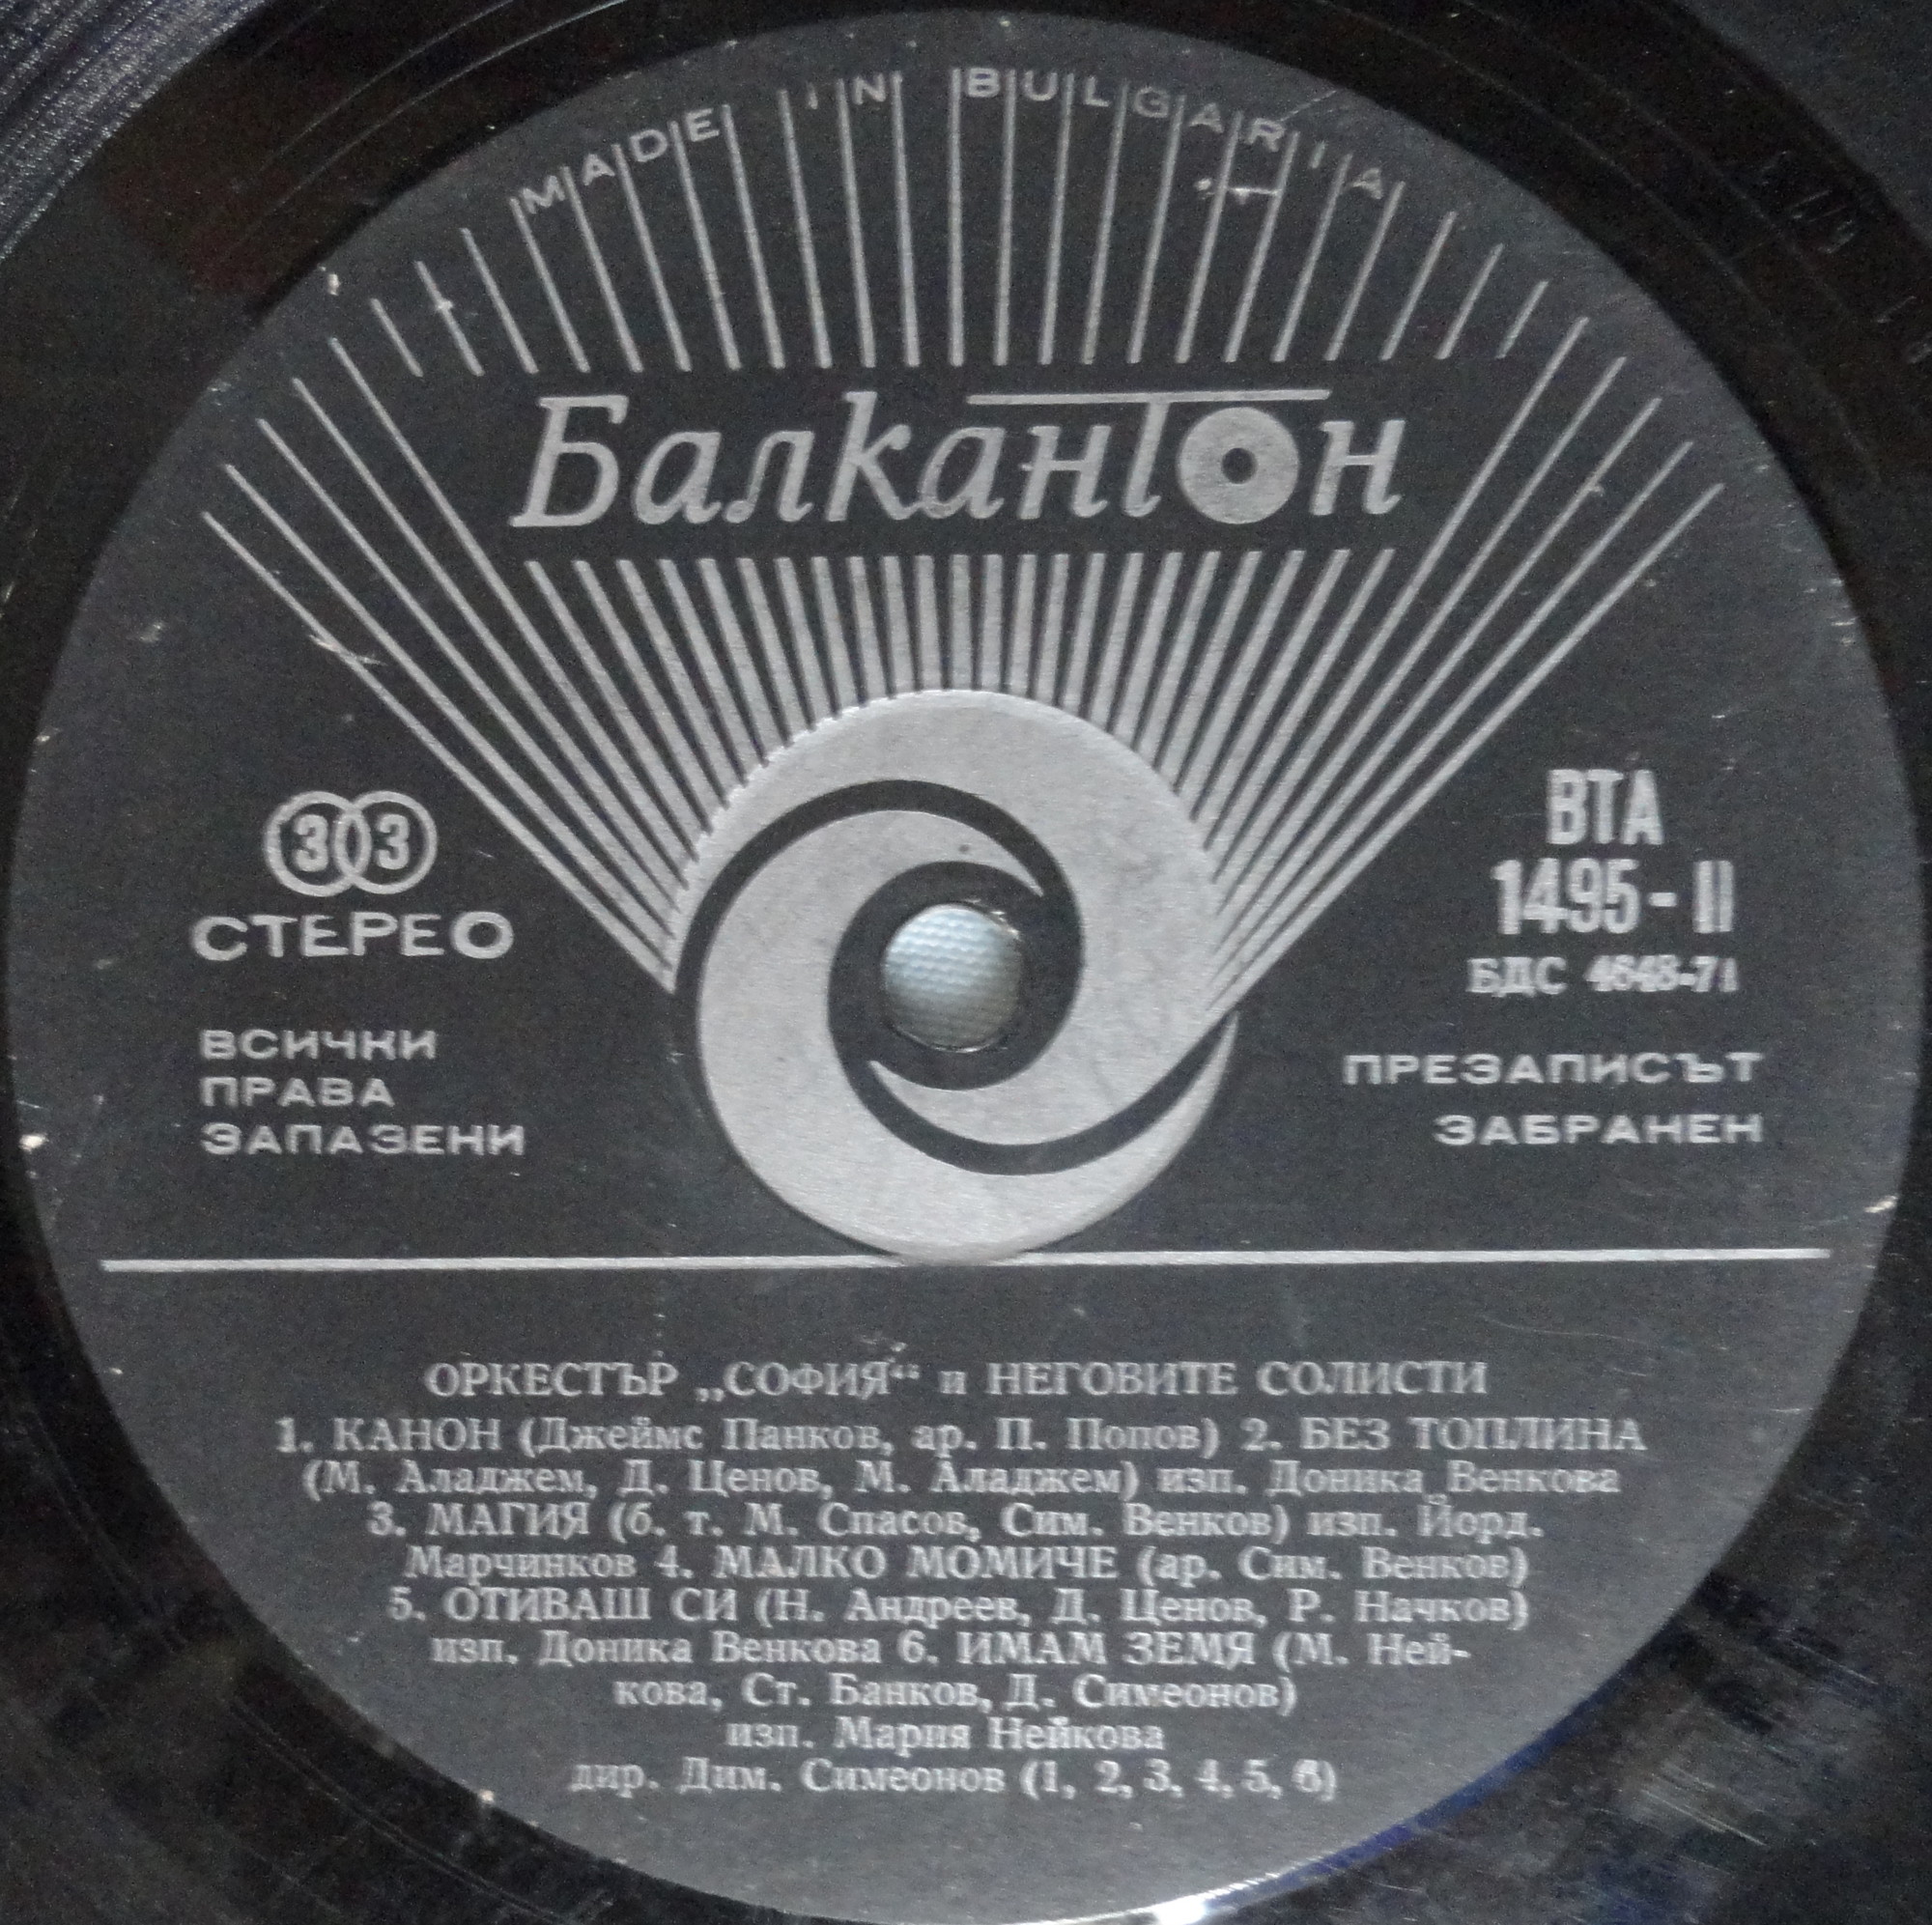 MADE IN BULGARIA
Балкантон
33
СТЕРЕО
ВСИЧКИ
ПРАВА
ЗАПАЗЕНИ
ВТА
1495-II
БДС 4648-71
ПРЕЗАПИСЪТ
ЗАБРАНЕН
ОРКЕСТЪР „СОФИЯ“ и НЕГОВИТЕ СОЛИСТИ
1. КАНОН (Джеймс Панков, ар. П. Попов) 2. БЕЗ ТОПЛИНА
(М. Аладжем, Д. Ценов, М. Аладжем) изп. Доника Венкова
3. МАГИЯ (б. т. М. Спасов, Сим. Венков) изп. Йорд.
Марчинков 4. МАЛКО МОМИЧЕ (ар. Сим. Венков)
5. ОТИВАШ СИ (Н. Андреев, Д. Ценов, Р. Начков)
изп. Доника Венкова 6. ИМАМ ЗЕМЯ (М. Ней-
кова, Ст. Банков, Д. Симеонов)
изп. Мария Нейкова
дир. Дим. Симеонов (1, 2, 3, 4, 5, 6)